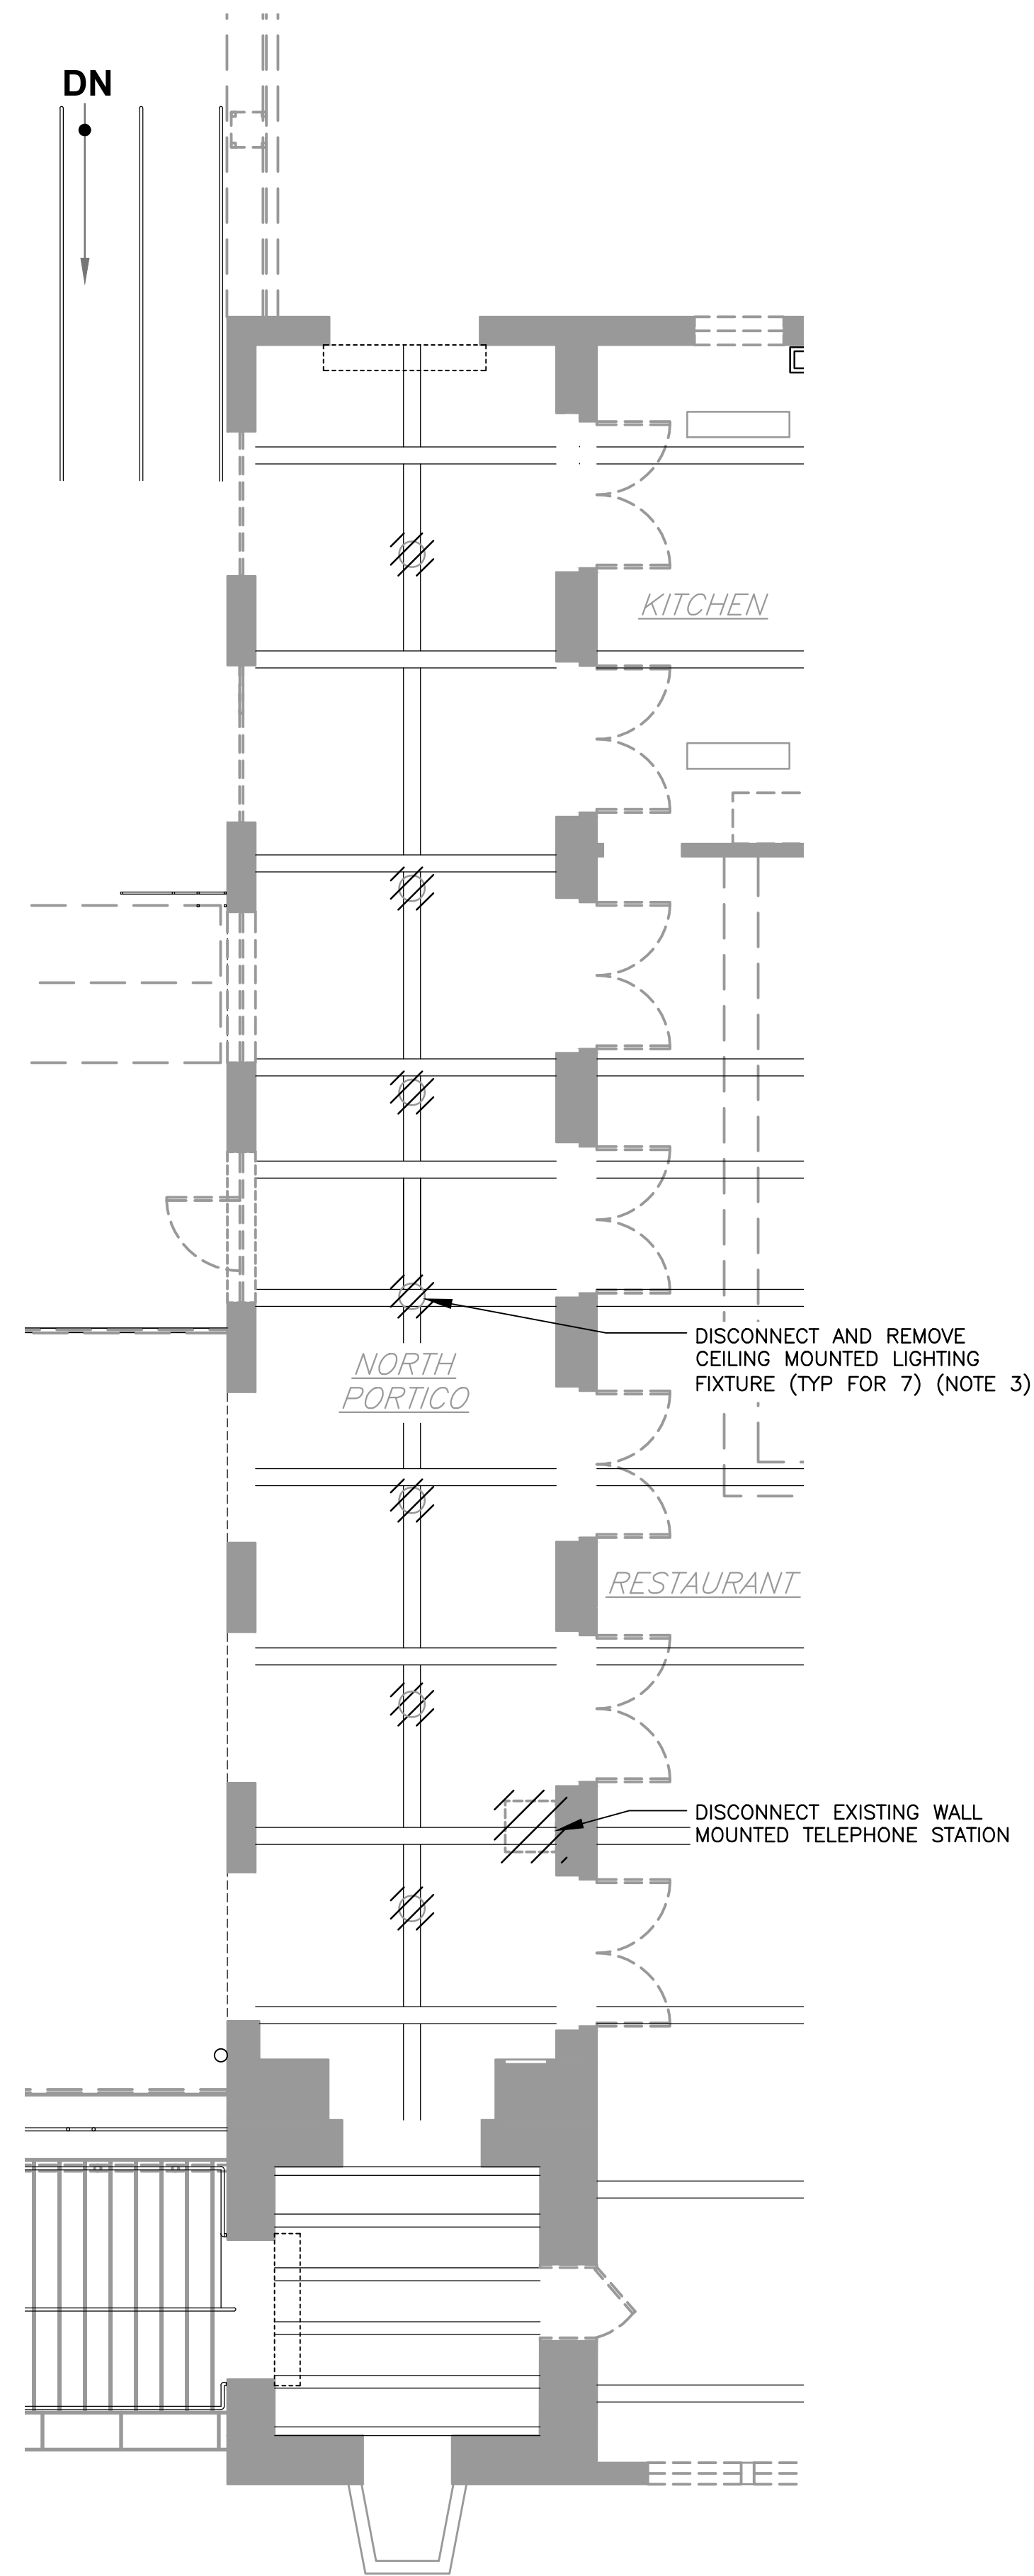 DN
KITCHEN
DISCONNECT AND REMOVE
CEILING MOUNTED LIGHTING
FIXTURE (TYP FOR 7) (NOTE 3)
NORTH
PORTICO
RESTAURANT
DISCONNECT EXISTING WALL
MOUNTED TELEPHONE STATION